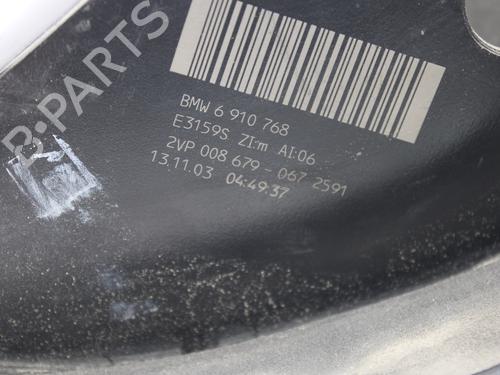 B-PARTS
BMW 6 910 768
E3159S ZI:m AI:06
2VP 008 679 - 067 2591
13.11.03 04:49:37